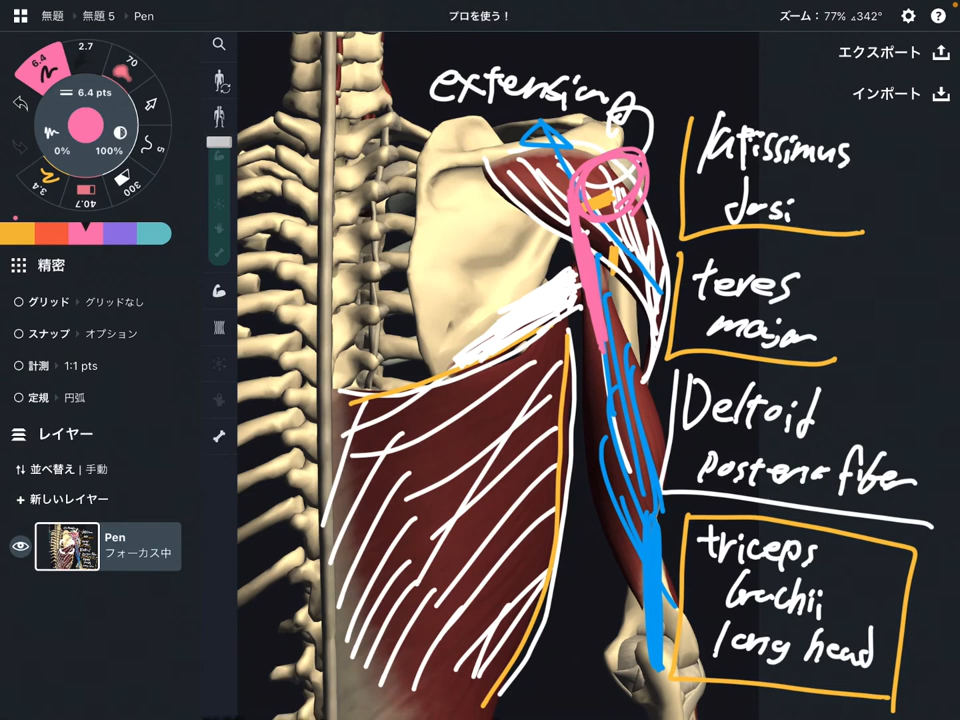 無題 › 無題 5 › Pen
プロを使う！
ズーム：77% ⊿342°
エクスポート
インポート
2.7
6.4
70
6.4 pts
0% 100%
5
3.4
40.7
300
精密
グリッド › グリッドなし
スナップ › オプション
計測 › 1:1 pts
定規 › 円弧
レイヤー
並べ替え | 手動
+ 新しいレイヤー
Pen
フォーカス中
extension
latissimus
dorsi
teres
major
Deltoid
posterior fiber
triceps
brachii
long head